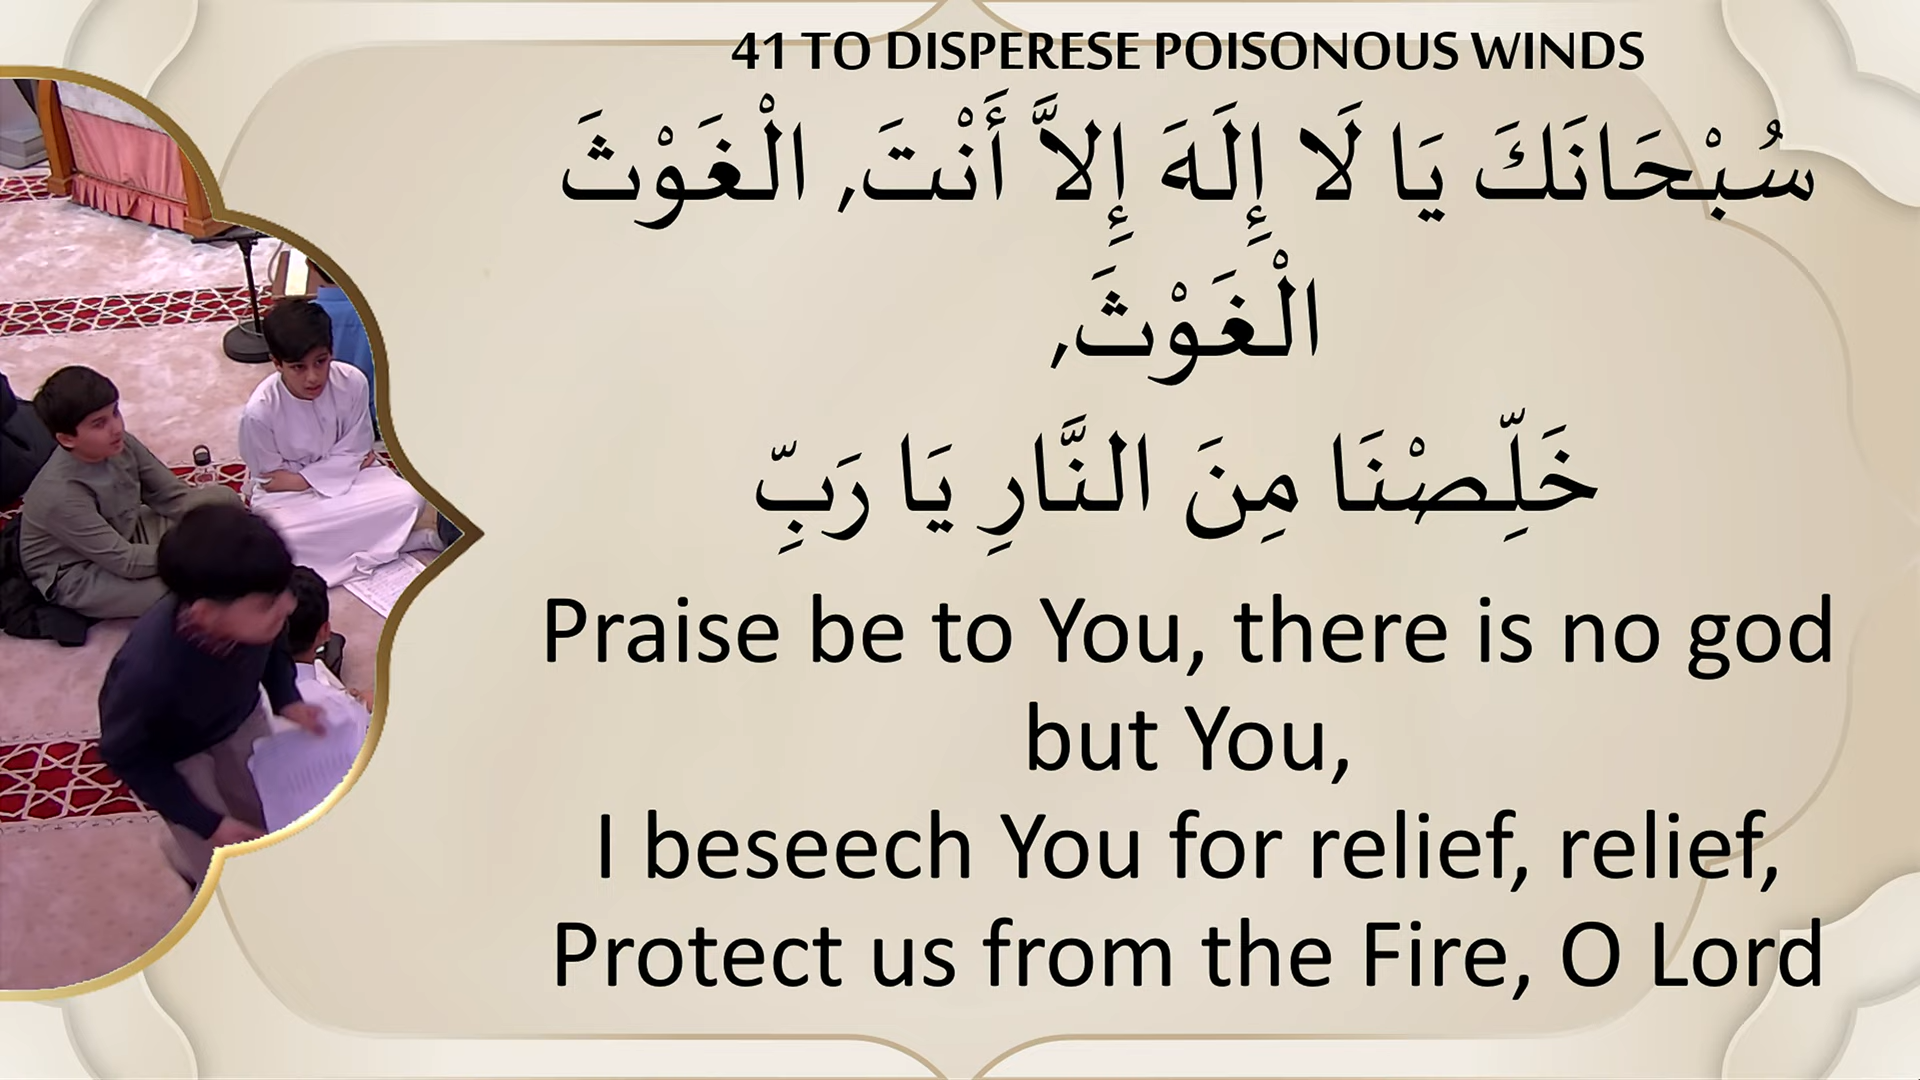 41 TO DISPERESE POISONOUS WINDS
سُبْحَانَكَ يَا لَا إِلَهَ إِلاَّ أَنْتَ, الْغَوْثَ
الْغَوْثَ,
خَلِّصْنَا مِنَ النَّارِ يَا رَبِّ
Praise be to You, there is no god
but You,
I beseech You for relief, relief,
Protect us from the Fire, O Lord